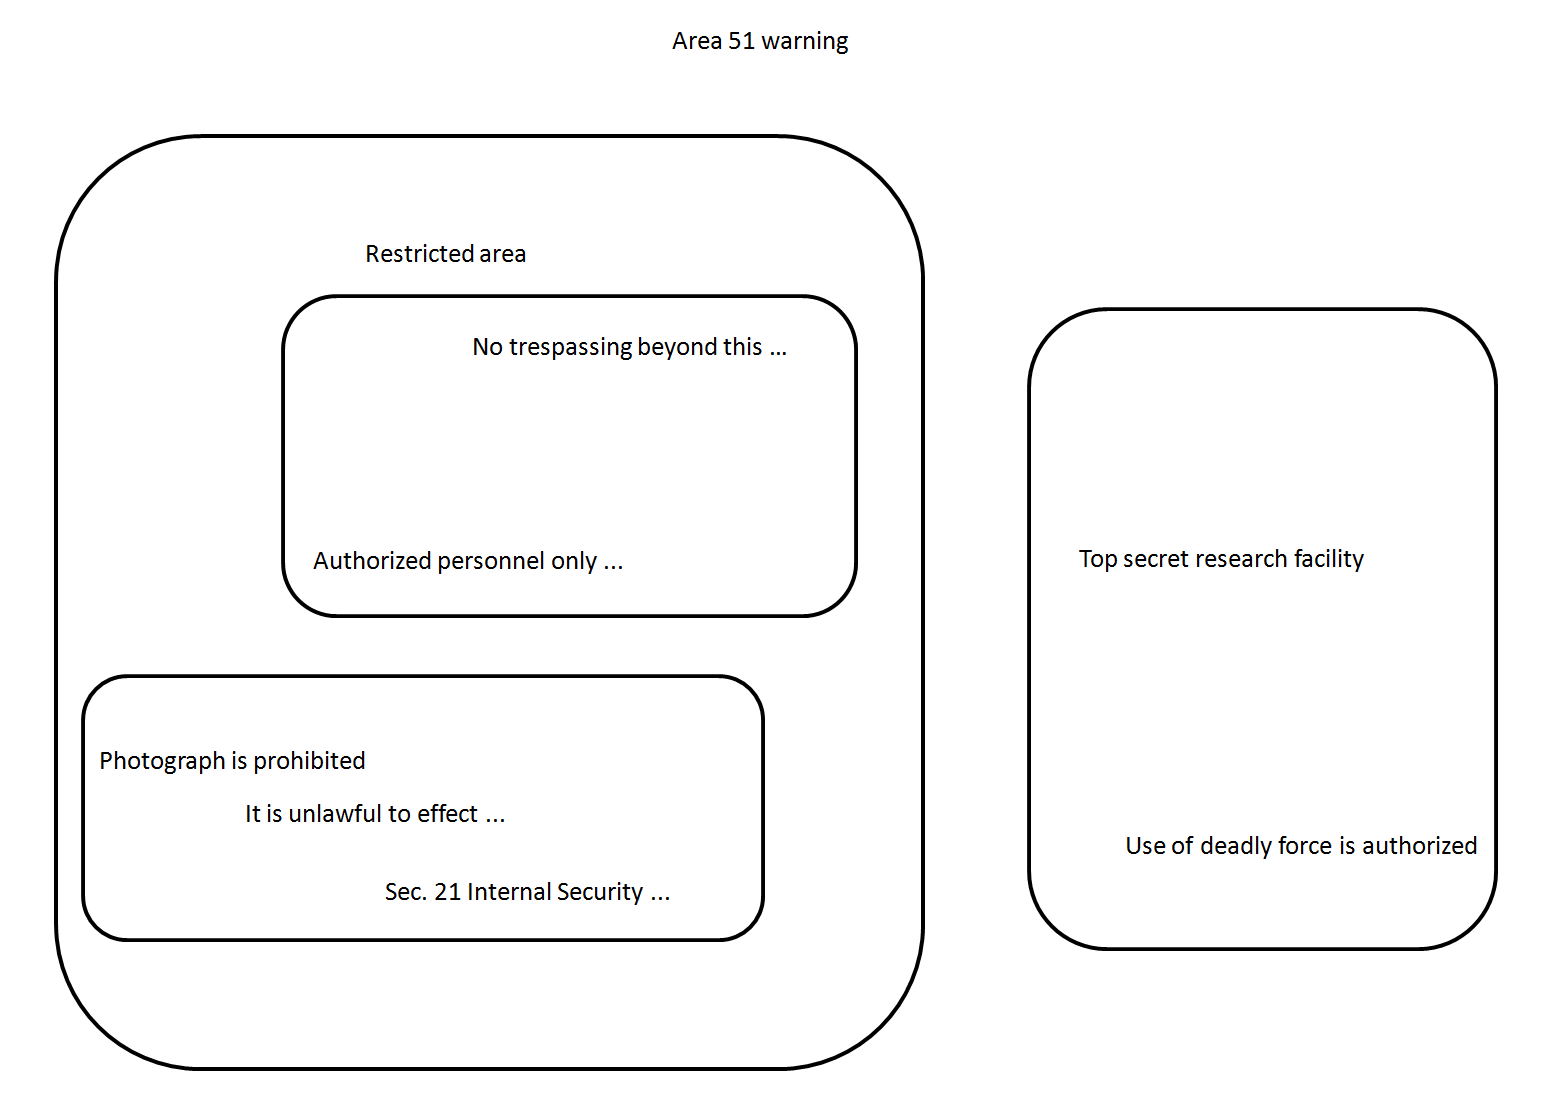 Area 51 warning
Restricted area
No trespassing beyond this ...
Authorized personnel only ...
Photograph is prohibited
It is unlawful to effect ...
Sec. 21 Internal Security ...
Top secret research facility
Use of deadly force is authorized